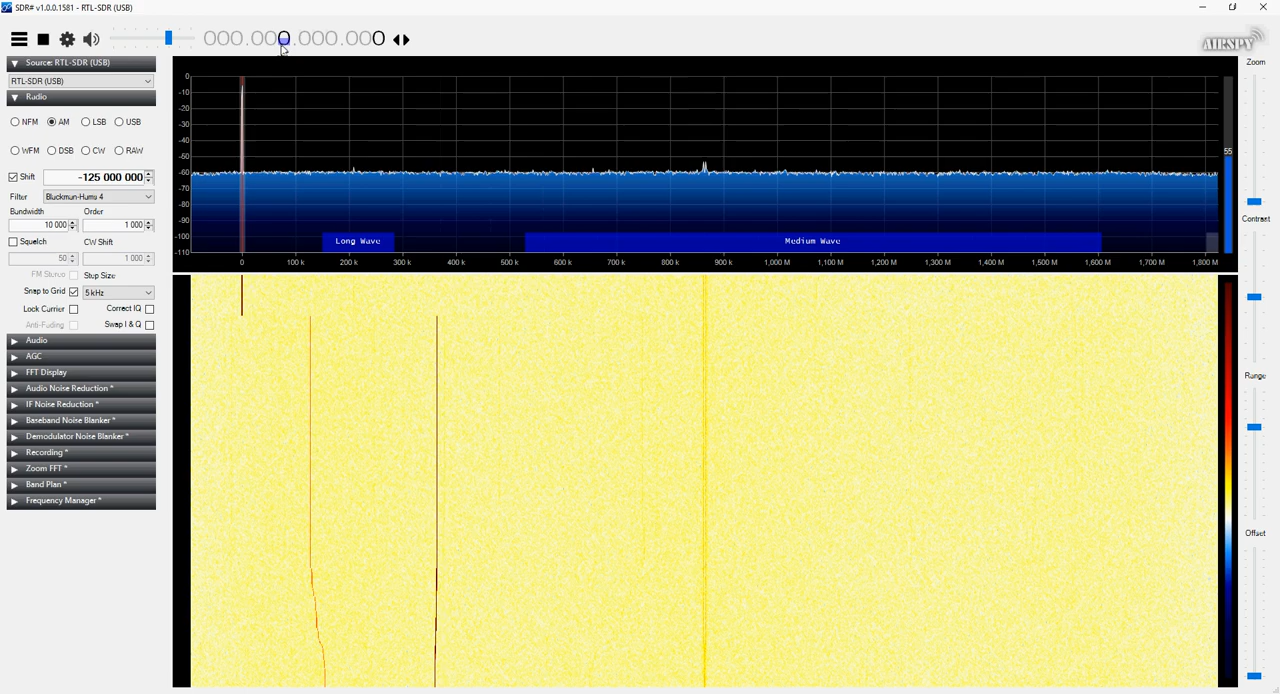 SDR# v1.0.0.1581 - RTL-SDR (USB)
000.000.000.000
AIRSPY
Source: RTL-SDR (USB)
RTL-SDR (USB)
Radio
NFM AM LSB USB
WFM DSB CW RAW
Shift -125 000 000
Filter Blackman-Harris 4
Bandwidth Order
10 000 1 000
Squelch CW Shift
50 1 000
FM Stereo Step Size
Snap to Grid 5 kHz
Lock Carrier Correct IQ
Anti-Fading Swap I & Q
Audio
AGC
FFT Display
Audio Noise Reduction *
IF Noise Reduction *
Baseband Noise Blanker *
Demodulator Noise Blanker *
Recording *
Zoom FFT *
Band Plan *
Frequency Manager *
0
-10
-20
-30
-40
-50
-60
-70
-80
-90
-100
-110
Long Wave Medium Wave
0 100 k 200 k 300 k 400 k 500 k 600 k 700 k 800 k 900 k 1,000 M 1,100 M 1,200 M 1,300 M 1,400 M 1,500 M 1,600 M 1,700 M 1,800 M
55
Zoom
Contrast
Range
Offset